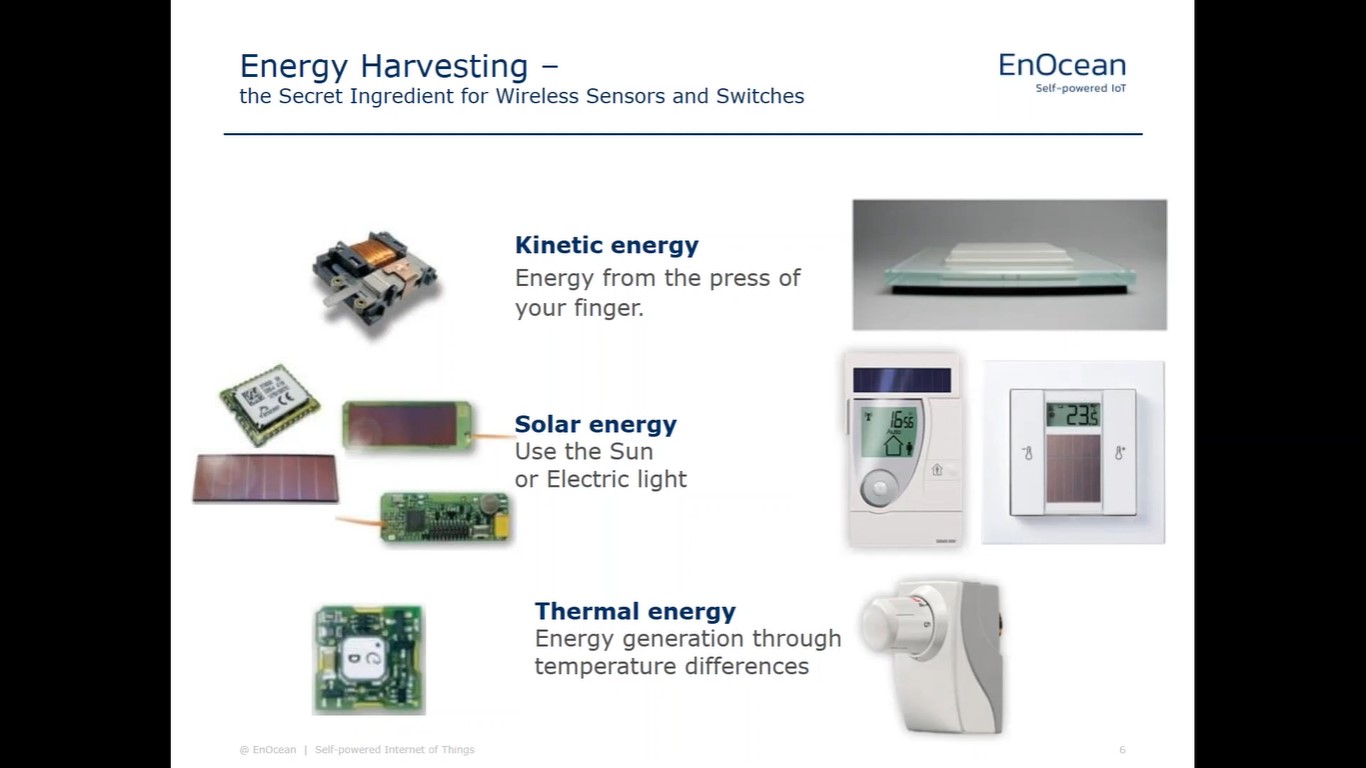 Energy Harvesting –
the Secret Ingredient for Wireless Sensors and Switches
EnOcean
Self-powered IoT
Kinetic energy
Energy from the press of
your finger.
Solar energy
Use the Sun
or Electric light
16 56
Auto
23.5
Thermal energy
Energy generation through
temperature differences
@ EnOcean | Self-powered Internet of Things
6